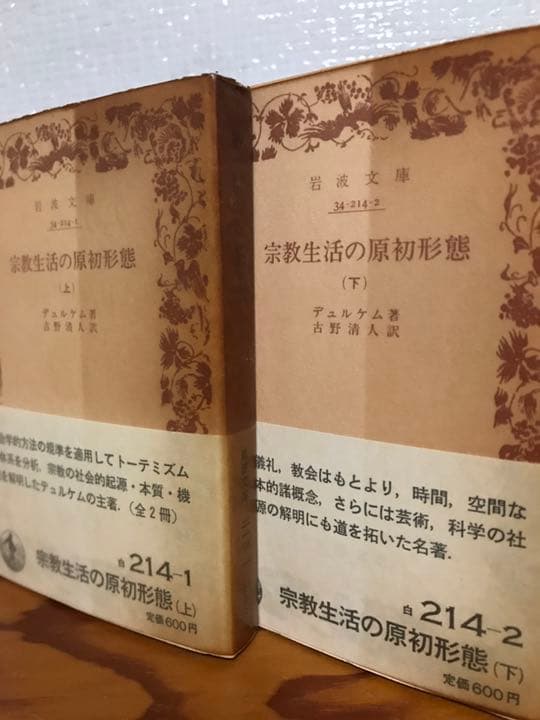 岩波文庫
34-214-1
宗教生活の原初形態
(上)
デュルケム著
古野清人訳
学的方法の規準を適用してトーテミズム
体系を分析,宗教の社会的起源・本質・機
を解明したデュルケムの主著.(全2冊)
白 214-1
宗教生活の原初形態(上)
定価600円
岩波文庫
34-214-2
宗教生活の原初形態
(下)
デュルケム著
古野清人訳
儀礼,教会はもとより,時間,空間な
本的諸概念,さらには芸術,科学の社
源の解明にも道を拓いた名著.
白 214-2
宗教生活の原初形態(下)
定価600円